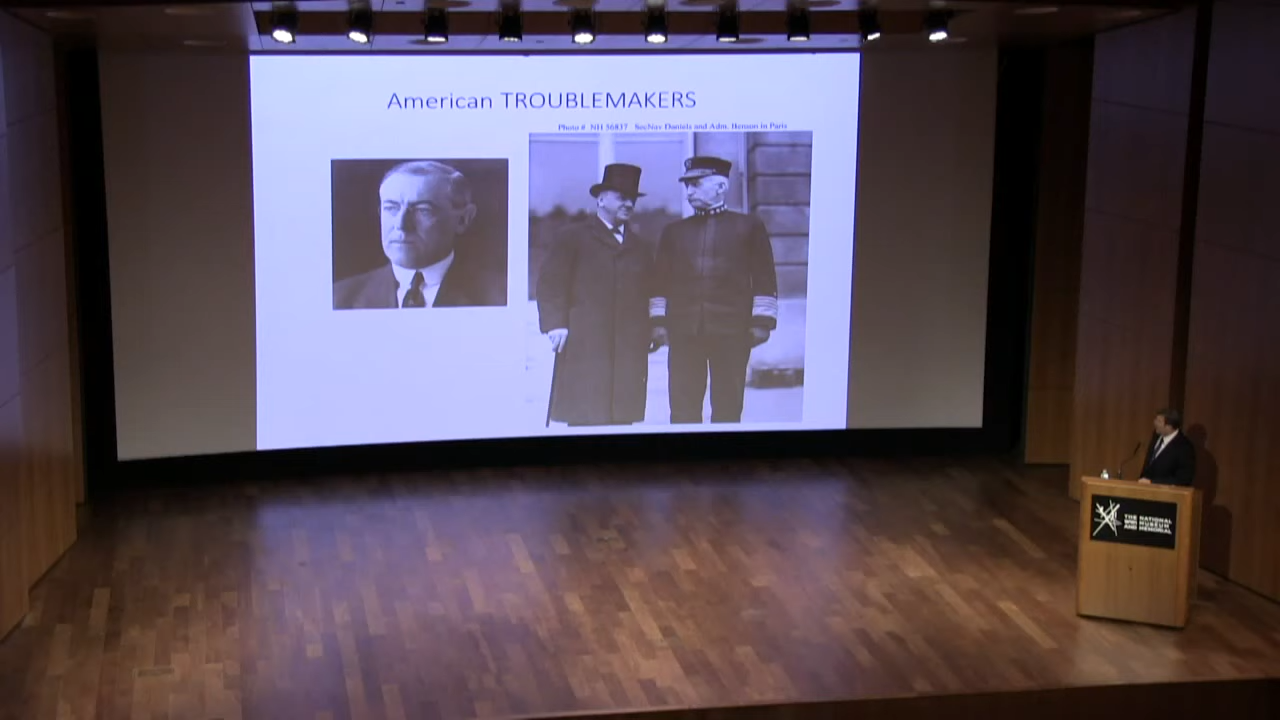 American TROUBLEMAKERS
Photo # NH 56837 SecNav Daniels and Adm. Benson in Paris
THE NATIONAL
WWI MUSEUM
AND MEMORIAL